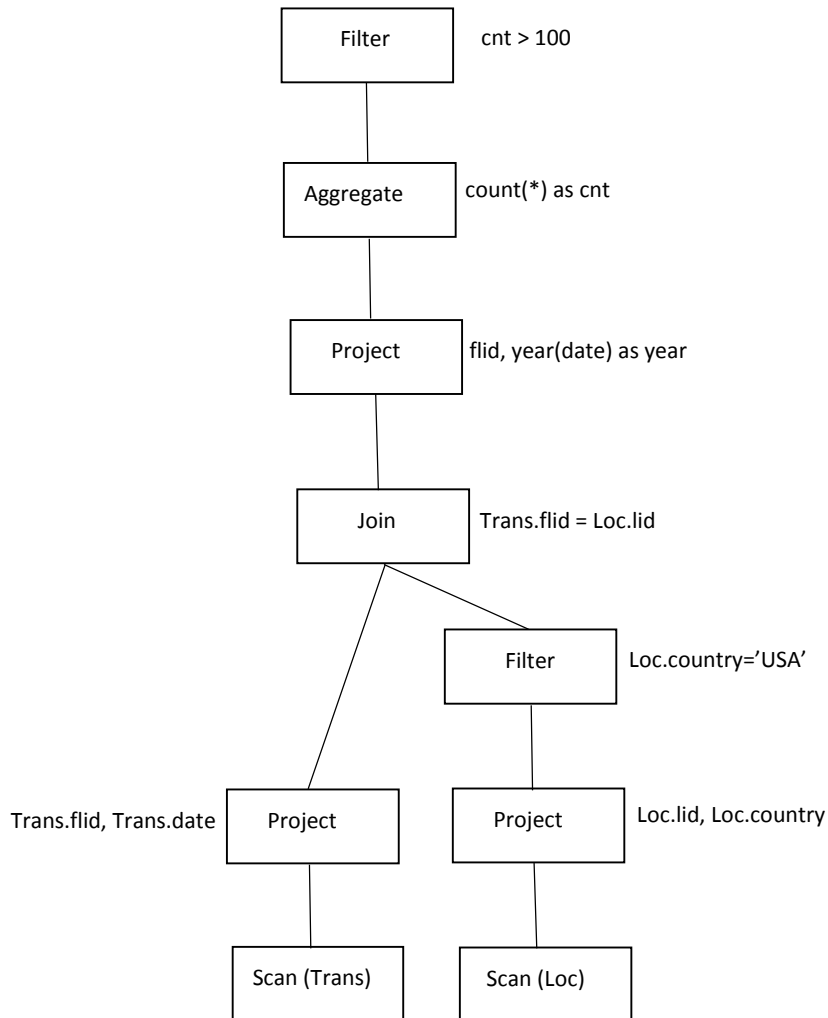 Filter
cnt > 100
Aggregate
count(*) as cnt
Project
flid, year(date) as year
Join
Trans.flid = Loc.lid
Filter
Loc.country=’USA’
Trans.flid, Trans.date
Project
Project
Loc.lid, Loc.country
Scan (Trans)
Scan (Loc)